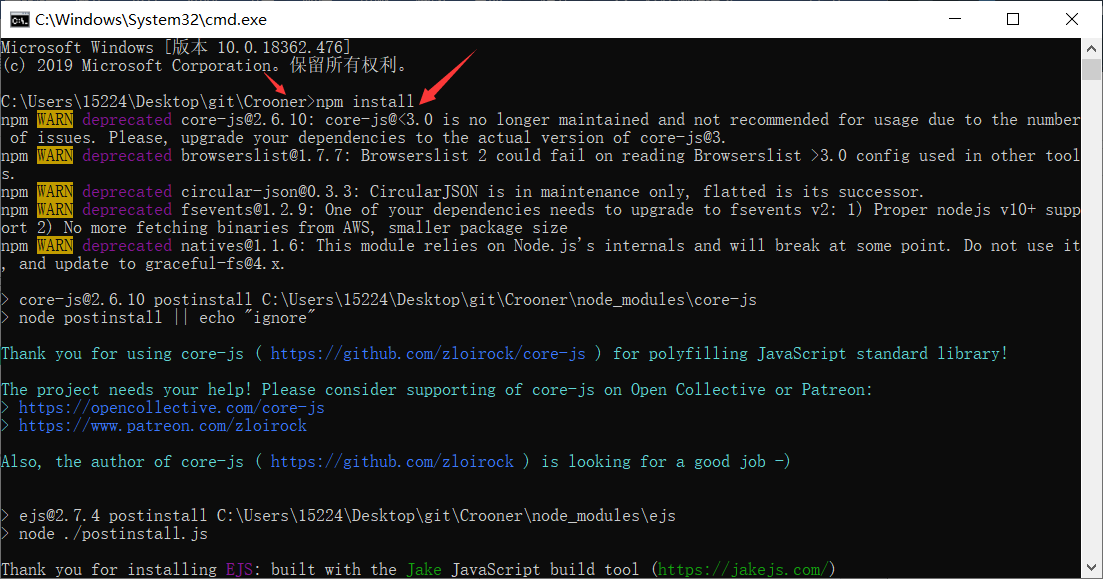 C:\Windows\System32\cmd.exe
Microsoft Windows [版本 10.0.18362.476]
(c) 2019 Microsoft Corporation。保留所有权利。
C:\Users\15224\Desktop\git\Crooner>npm install
npm WARN deprecated core-js@2.6.10: core-js@<3.0 is no longer maintained and not recommended for usage due to the number
 of issues. Please, upgrade your dependencies to the actual version of core-js@3.
npm WARN deprecated browserslist@1.7.7: Browserslist 2 could fail on reading Browserslist >3.0 config used in other tool
s.
npm WARN deprecated circular-json@0.3.3: CircularJSON is in maintenance only, flatted is its successor.
npm WARN deprecated fsevents@1.2.9: One of your dependencies needs to upgrade to fsevents v2: 1) Proper nodejs v10+ supp
ort 2) No more fetching binaries from AWS, smaller package size
npm WARN deprecated natives@1.1.6: This module relies on Node.js's internals and will break at some point. Do not use it
, and update to graceful-fs@4.x.
> core-js@2.6.10 postinstall C:\Users\15224\Desktop\git\Crooner\node_modules\core-js
> node postinstall || echo "ignore"
Thank you for using core-js ( https://github.com/zloirock/core-js ) for polyfilling JavaScript standard library!
The project needs your help! Please consider supporting of core-js on Open Collective or Patreon:
> https://opencollective.com/core-js
> https://www.patreon.com/zloirock
Also, the author of core-js ( https://github.com/zloirock ) is looking for a good job -)
> ejs@2.7.4 postinstall C:\Users\15224\Desktop\git\Crooner\node_modules\ejs
> node ./postinstall.js
Thank you for installing EJS: built with the Jake JavaScript build tool (https://jakejs.com/)